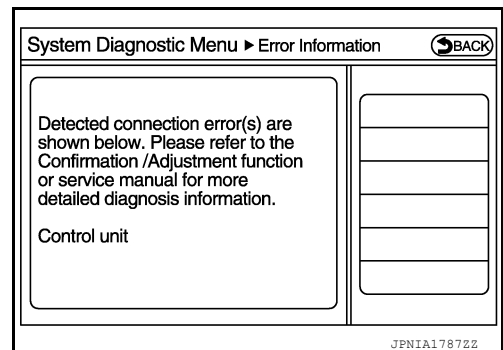 System Diagnostic Menu ▶ Error Information
BACK
Detected connection error(s) are
shown below. Please refer to the
Confirmation /Adjustment function
or service manual for more
detailed diagnosis information.
Control unit
JPNIA1787ZZ